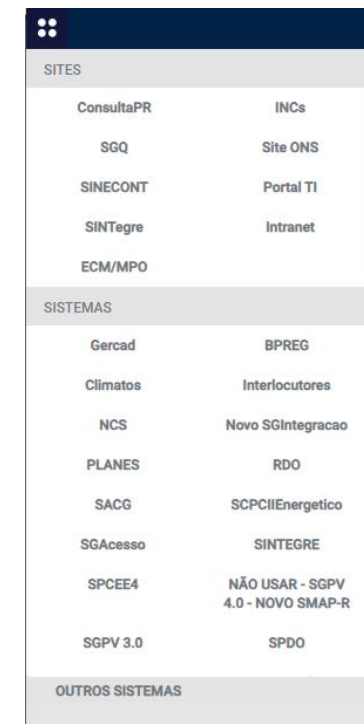 SITES
ConsultaPR INCs
SGQ Site ONS
SINECONT Portal TI
SINTegre Intranet
ECM/MPO
SISTEMAS
Gercad BPREG
Climatos Interlocutores
NCS Novo SGIntegracao
PLANES RDO
SACG SCPCIIEnergetico
SGAcesso SINTEGRE
SPCEE4 NÃO USAR - SGPV
4.0 - NOVO SMAP-R
SGPV 3.0 SPDO
OUTROS SISTEMAS